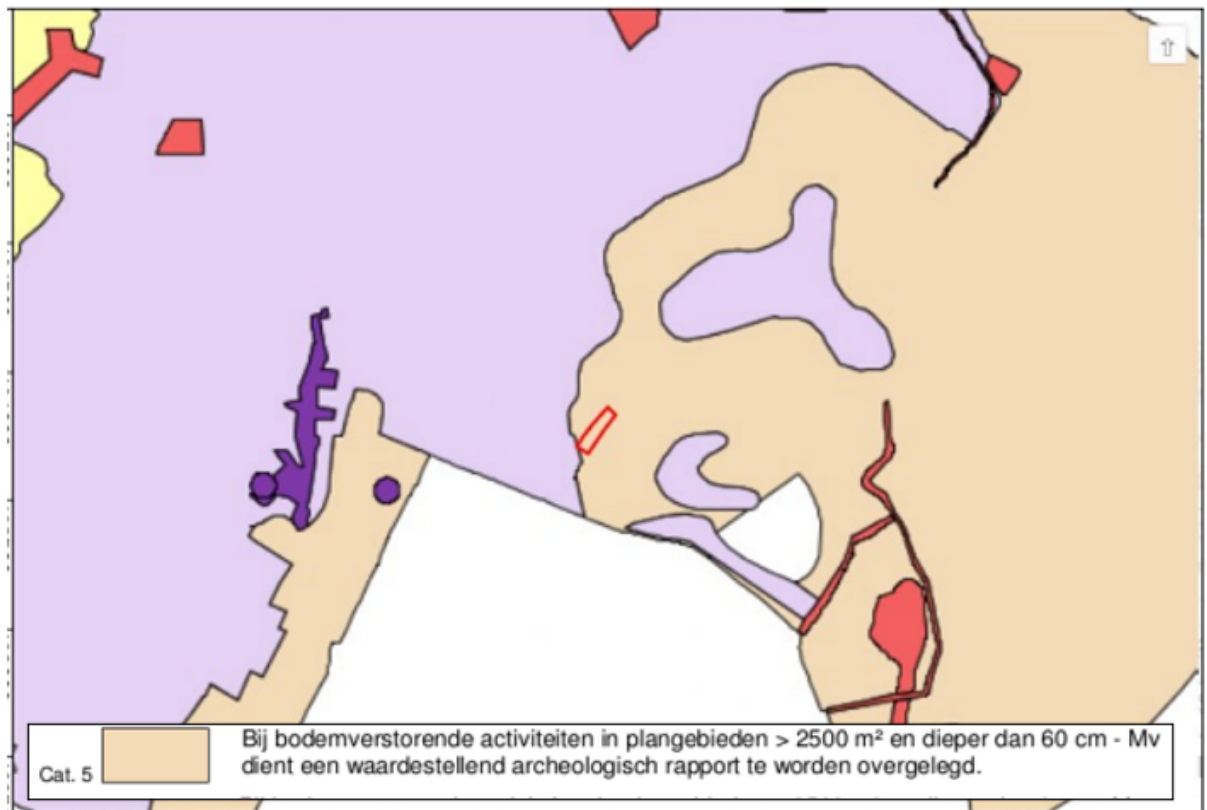 Cat. 5
Bij bodemverstorende activiteiten in plangebieden > 2500 m² en dieper dan 60 cm - Mv
dient een waardestellend archeologisch rapport te worden overgelegd.